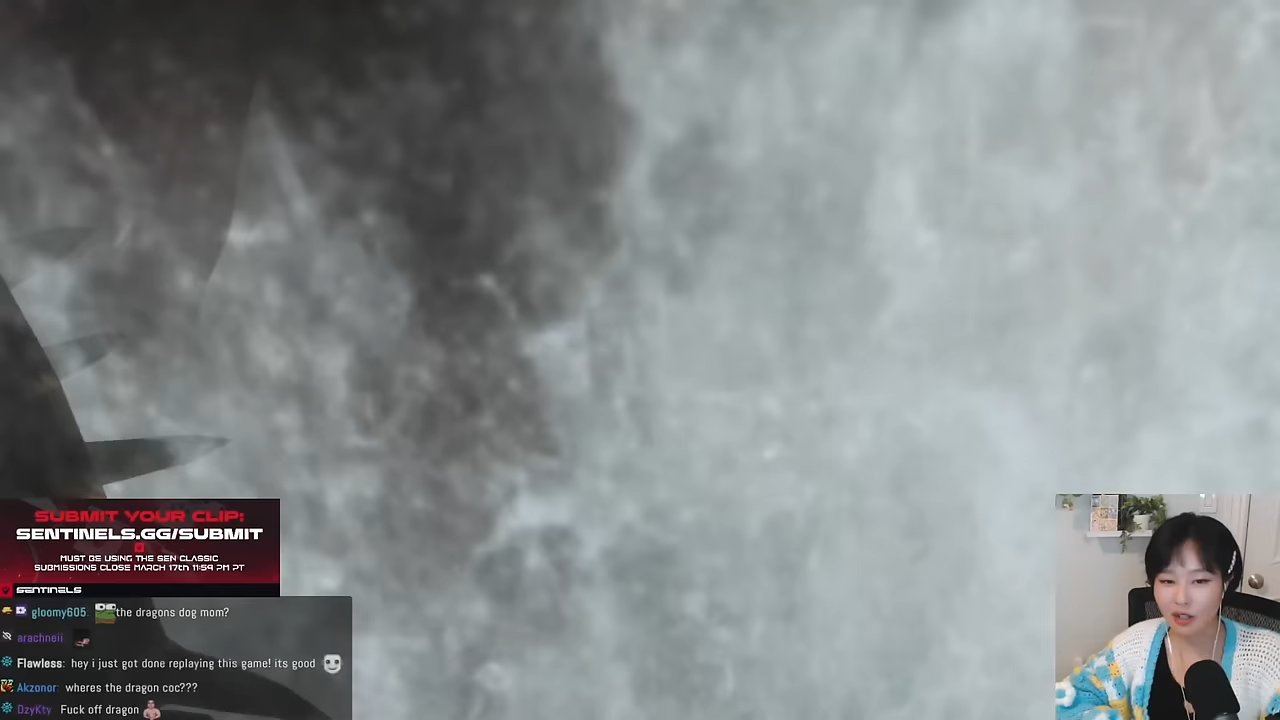 SUBMIT YOUR CLIP:
SENTINELS.GG/SUBMIT
MUST BE USING THE SEN CLASSIC
SUBMISSIONS CLOSE MARCH 17th 11:59 PM PT
SENTINELS
gloomy605: the dragons dog mom?
arachneii
Flawless: hey i just got done replaying this game! its good
Akzonor: wheres the dragon coc???
DzyKty Fuck off dragon